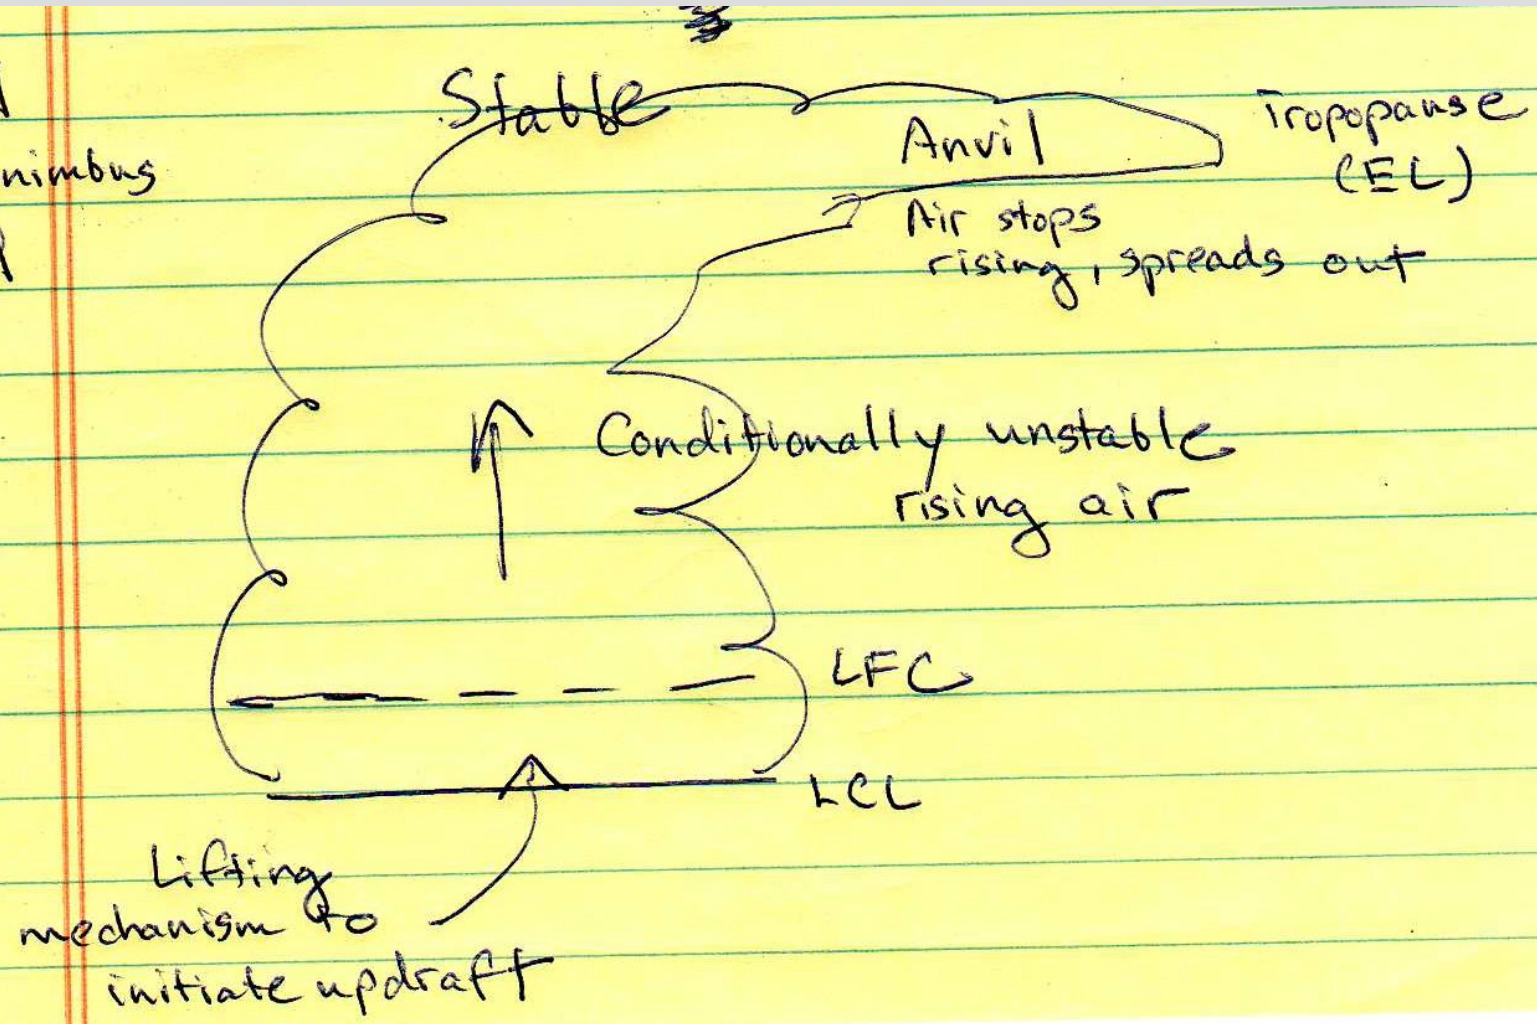 Stable
Tropopause
(EL)
Anvil
nimbus
Air stops
rising, spreads out
Conditionally unstable
rising air
LFC
LCL
Lifting
mechanism to
initiate updraft